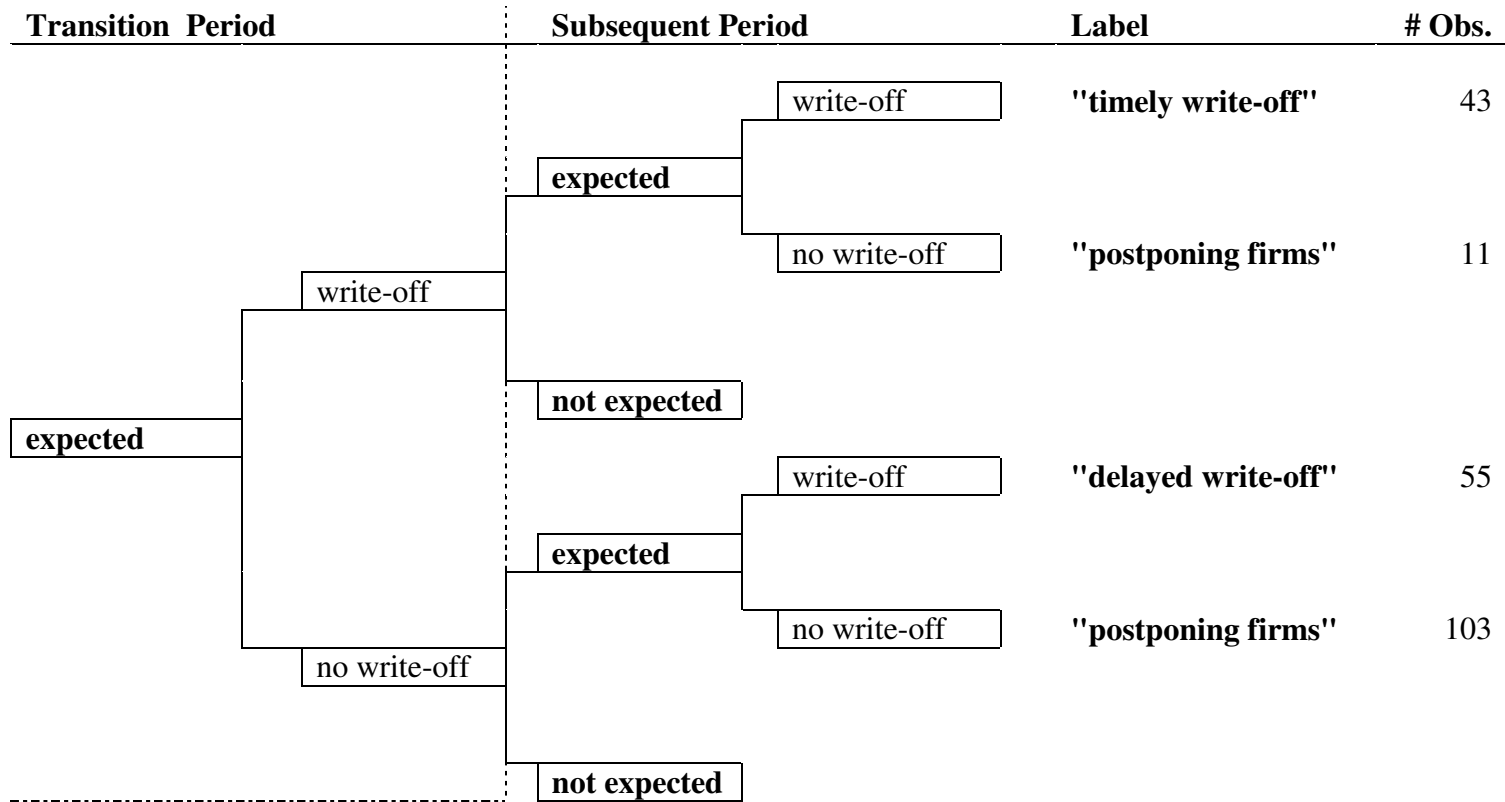 Transition Period Subsequent Period Label # Obs.
write-off "timely write-off" 43
expected
no write-off "postponing firms" 11
write-off
not expected
expected
write-off "delayed write-off" 55
expected
no write-off "postponing firms" 103
no write-off
not expected